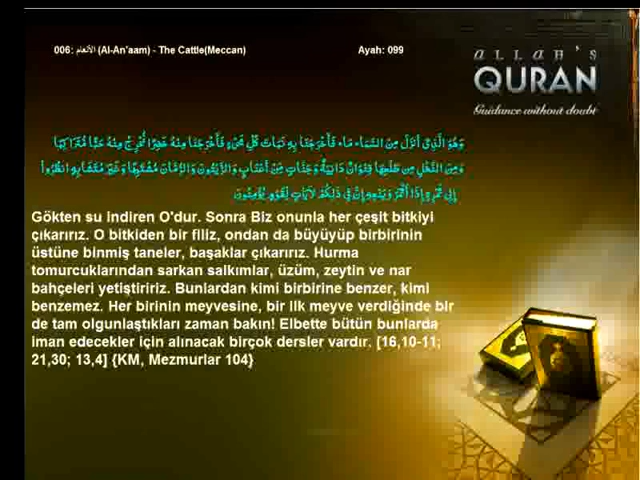 006: الأنعام (Al-An'aam) - The Cattle(Meccan)
Ayah: 099
ALLAH'S
QURAN
Guidance without doubt
وَهُوَ الَّذِي أَنزَلَ مِنَ السَّمَاءِ مَاءً فَأَخْرَجْنَا بِهِ نَبَاتَ كُلِّ شَيْءٍ فَأَخْرَجْنَا مِنْهُ خَضِرًا نُّخْرِجُ مِنْهُ حَبًّا مُّتَرَاكِبًا
وَمِنَ النَّخْلِ مِن طَلْعِهَا قِنْوَانٌ دَانِيَةٌ وَجَنَّاتٍ مِّنْ أَعْنَابٍ وَالزَّيْتُونَ وَالرُّمَّانَ مُشْتَبِهًا وَغَيْرَ مُتَشَابِهٍ انظُرُوا
إِلَى ثَمَرِهِ إِذَا أَثْمَرَ وَيَنْعِهِ إِنَّ فِي ذَلِكُمْ لَآيَاتٍ لِّقَوْمٍ يُؤْمِنُونَ
Gökten su indiren O'dur. Sonra Biz onunla her çeşit bitkiyi
çıkarırız. O bitkiden bir filiz, ondan da büyüyüp birbirinin
üstüne binmiş taneler, başaklar çıkarırız. Hurma
tomurcuklarından sarkan salkımlar, üzüm, zeytin ve nar
bahçeleri yetiştiririz. Bunlardan kimi birbirine benzer, kimi
benzemez. Her birinin meyvesine, bir ilk meyve verdiğinde bir
de tam olgunlaştıkları zaman bakın! Elbette bütün bunlarda
iman edecekler için alınacak birçok dersler vardır. [16,10-11;
21,30; 13,4] {KM, Mezmurlar 104}